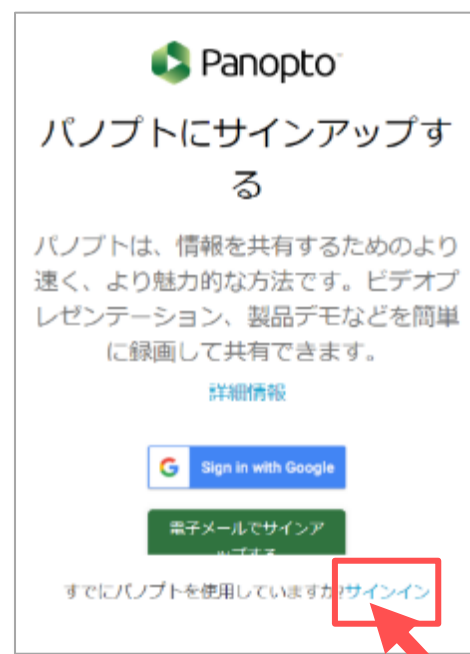 Panopto
パノプトにサインアップす
る
パノプトは、情報を共有するためのより
速く、より魅力的な方法です。ビデオプ
レゼンテーション、製品デモなどを簡単
に録画して共有できます。
詳細情報
G Sign in with Google
電子メールでサインア
ップする
すでにパノプトを使用していますか?サインイン